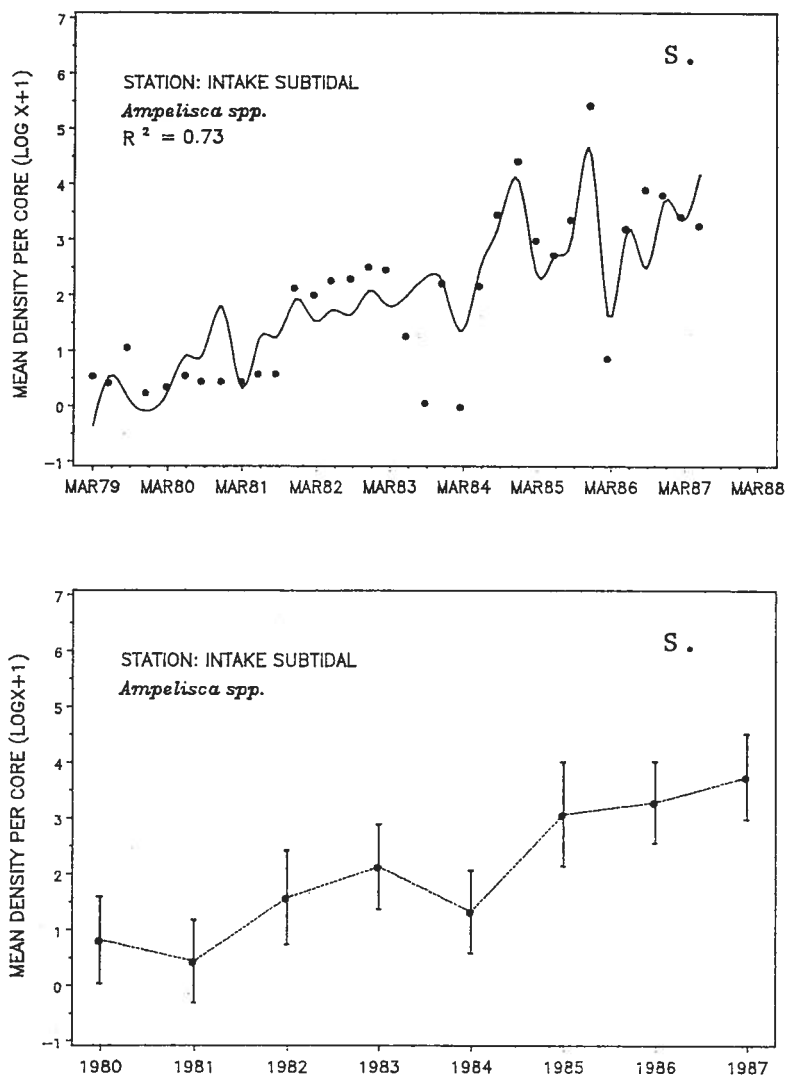 7
6
5
4
3
2
1
0
-1
MEAN DENSITY PER CORE (LOG X+1)
STATION: INTAKE SUBTIDAL
Ampelisca spp.
R² = 0.73
S.
MAR79 MAR80 MAR81 MAR82 MAR83 MAR84 MAR85 MAR86 MAR87 MAR88
7
6
5
4
3
2
1
0
-1
MEAN DENSITY PER CORE (LOGX+1)
STATION: INTAKE SUBTIDAL
Ampelisca spp.
S.
1980 1981 1982 1983 1984 1985 1986 1987